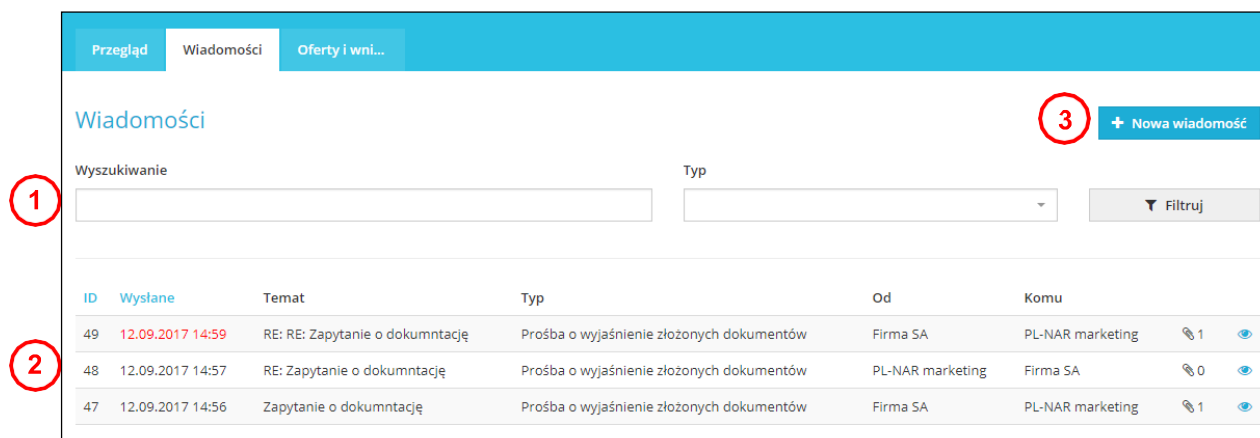 Przegląd Wiadomości Oferty i wni...
Wiadomości
3 + Nowa wiadomość
Wyszukiwanie Typ
1 Filtruj
ID Wysłane Temat Typ Od Komu
49 12.09.2017 14:59 RE: RE: Zapytanie o dokumntację Prośba o wyjaśnienie złożonych dokumentów Firma SA PL-NAR marketing 1
2 48 12.09.2017 14:57 RE: Zapytanie o dokumntację Prośba o wyjaśnienie złożonych dokumentów PL-NAR marketing Firma SA 0
47 12.09.2017 14:56 Zapytanie o dokumntację Prośba o wyjaśnienie złożonych dokumentów Firma SA PL-NAR marketing 1